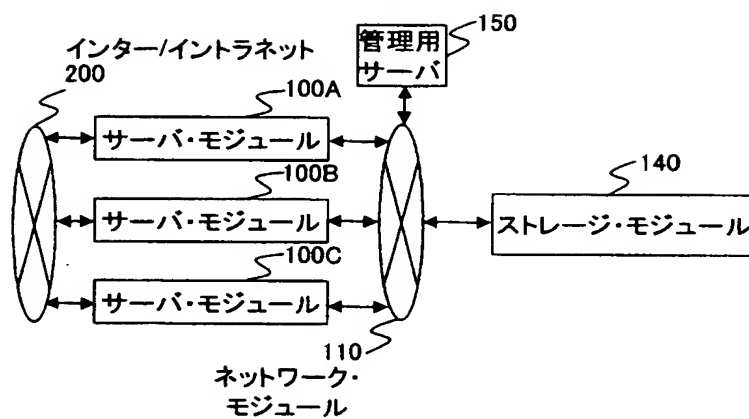 インター/イントラネット
200
100A
サーバ・モジュール
100B
サーバ・モジュール
100C
サーバ・モジュール
150
管理用
サーバ
140
ストレージ・モジュール
110
ネットワーク・
モジュール